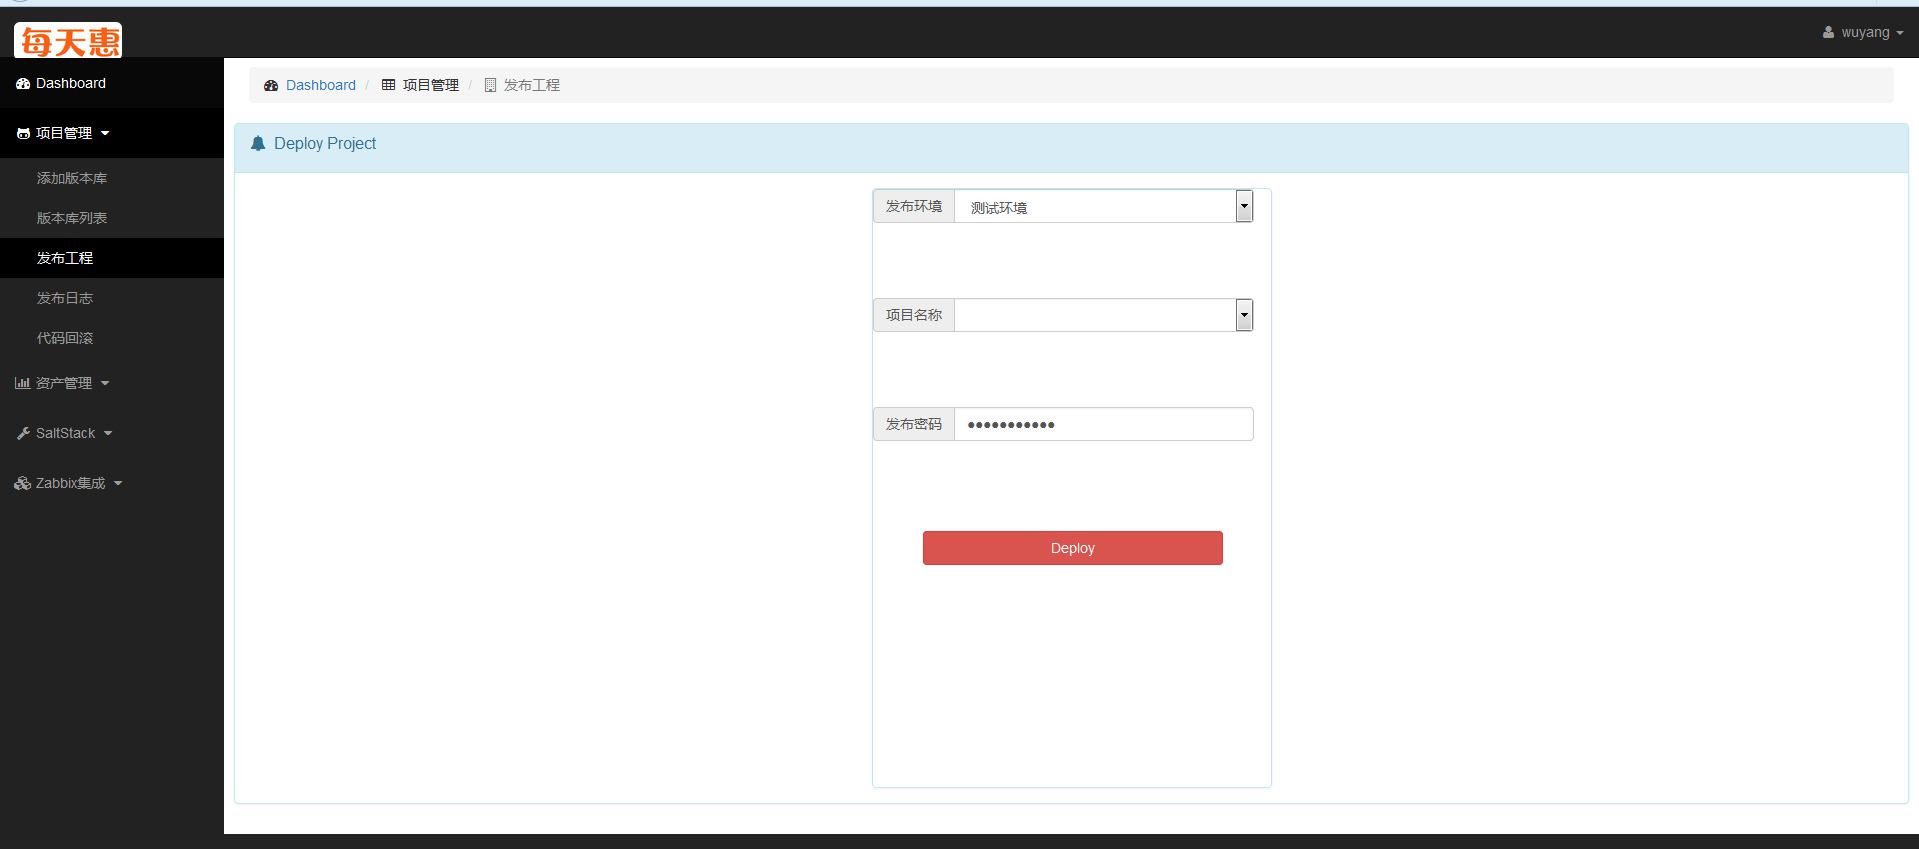 每天惠
wuyang
Dashboard
项目管理
添加版本库
版本库列表
发布工程
发布日志
代码回滚
资产管理
SaltStack
Zabbix集成
Dashboard / 项目管理 / 发布工程
Deploy Project
发布环境 测试环境
项目名称
发布密码 ●●●●●●●●●●●
Deploy